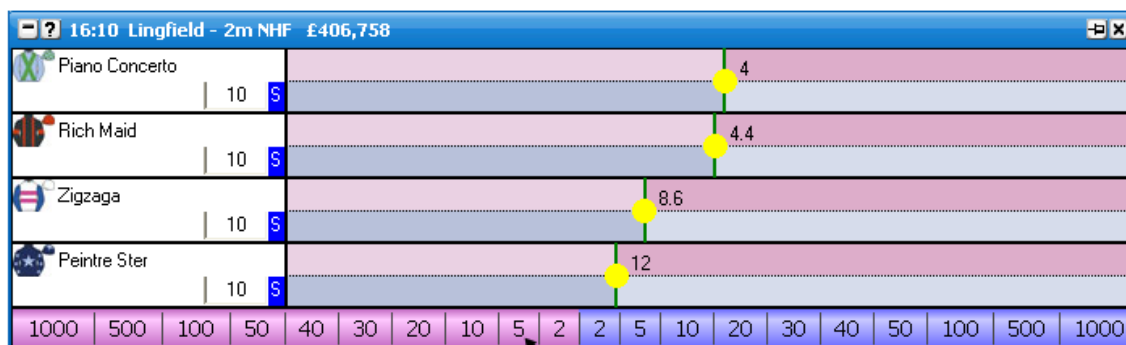 16:10 Lingfield - 2m NHF £406,758
Piano Concerto
4
10 S
Rich Maid
4.4
10 S
Zigzaga
8.6
10 S
Peintre Ster
12
10 S
1000 500 100 50 40 30 20 10 5 2 2 5 10 20 30 40 50 100 500 1000